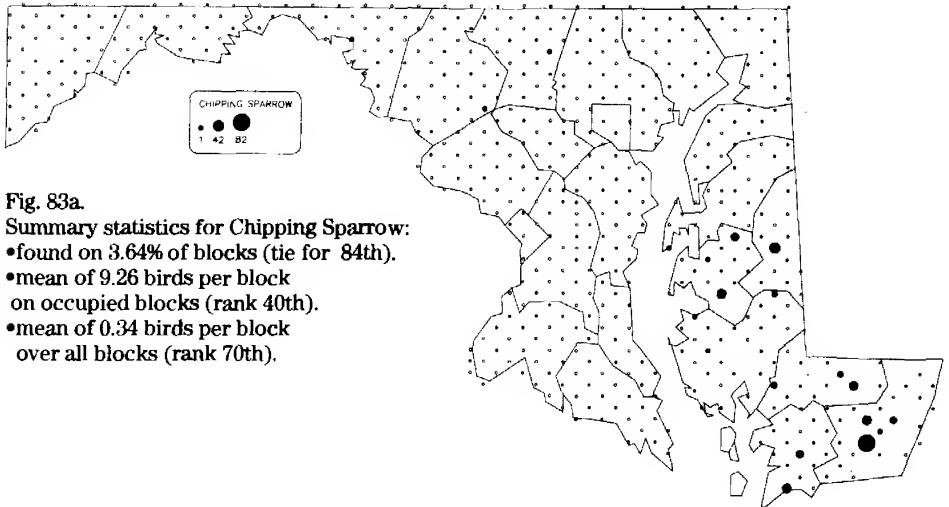 CHIPPING SPARROW
1 42 82
Fig. 83a.
Summary statistics for Chipping Sparrow:
•found on 3.64% of blocks (tie for 84th).
•mean of 9.26 birds per block
on occupied blocks (rank 40th).
•mean of 0.34 birds per block
over all blocks (rank 70th).